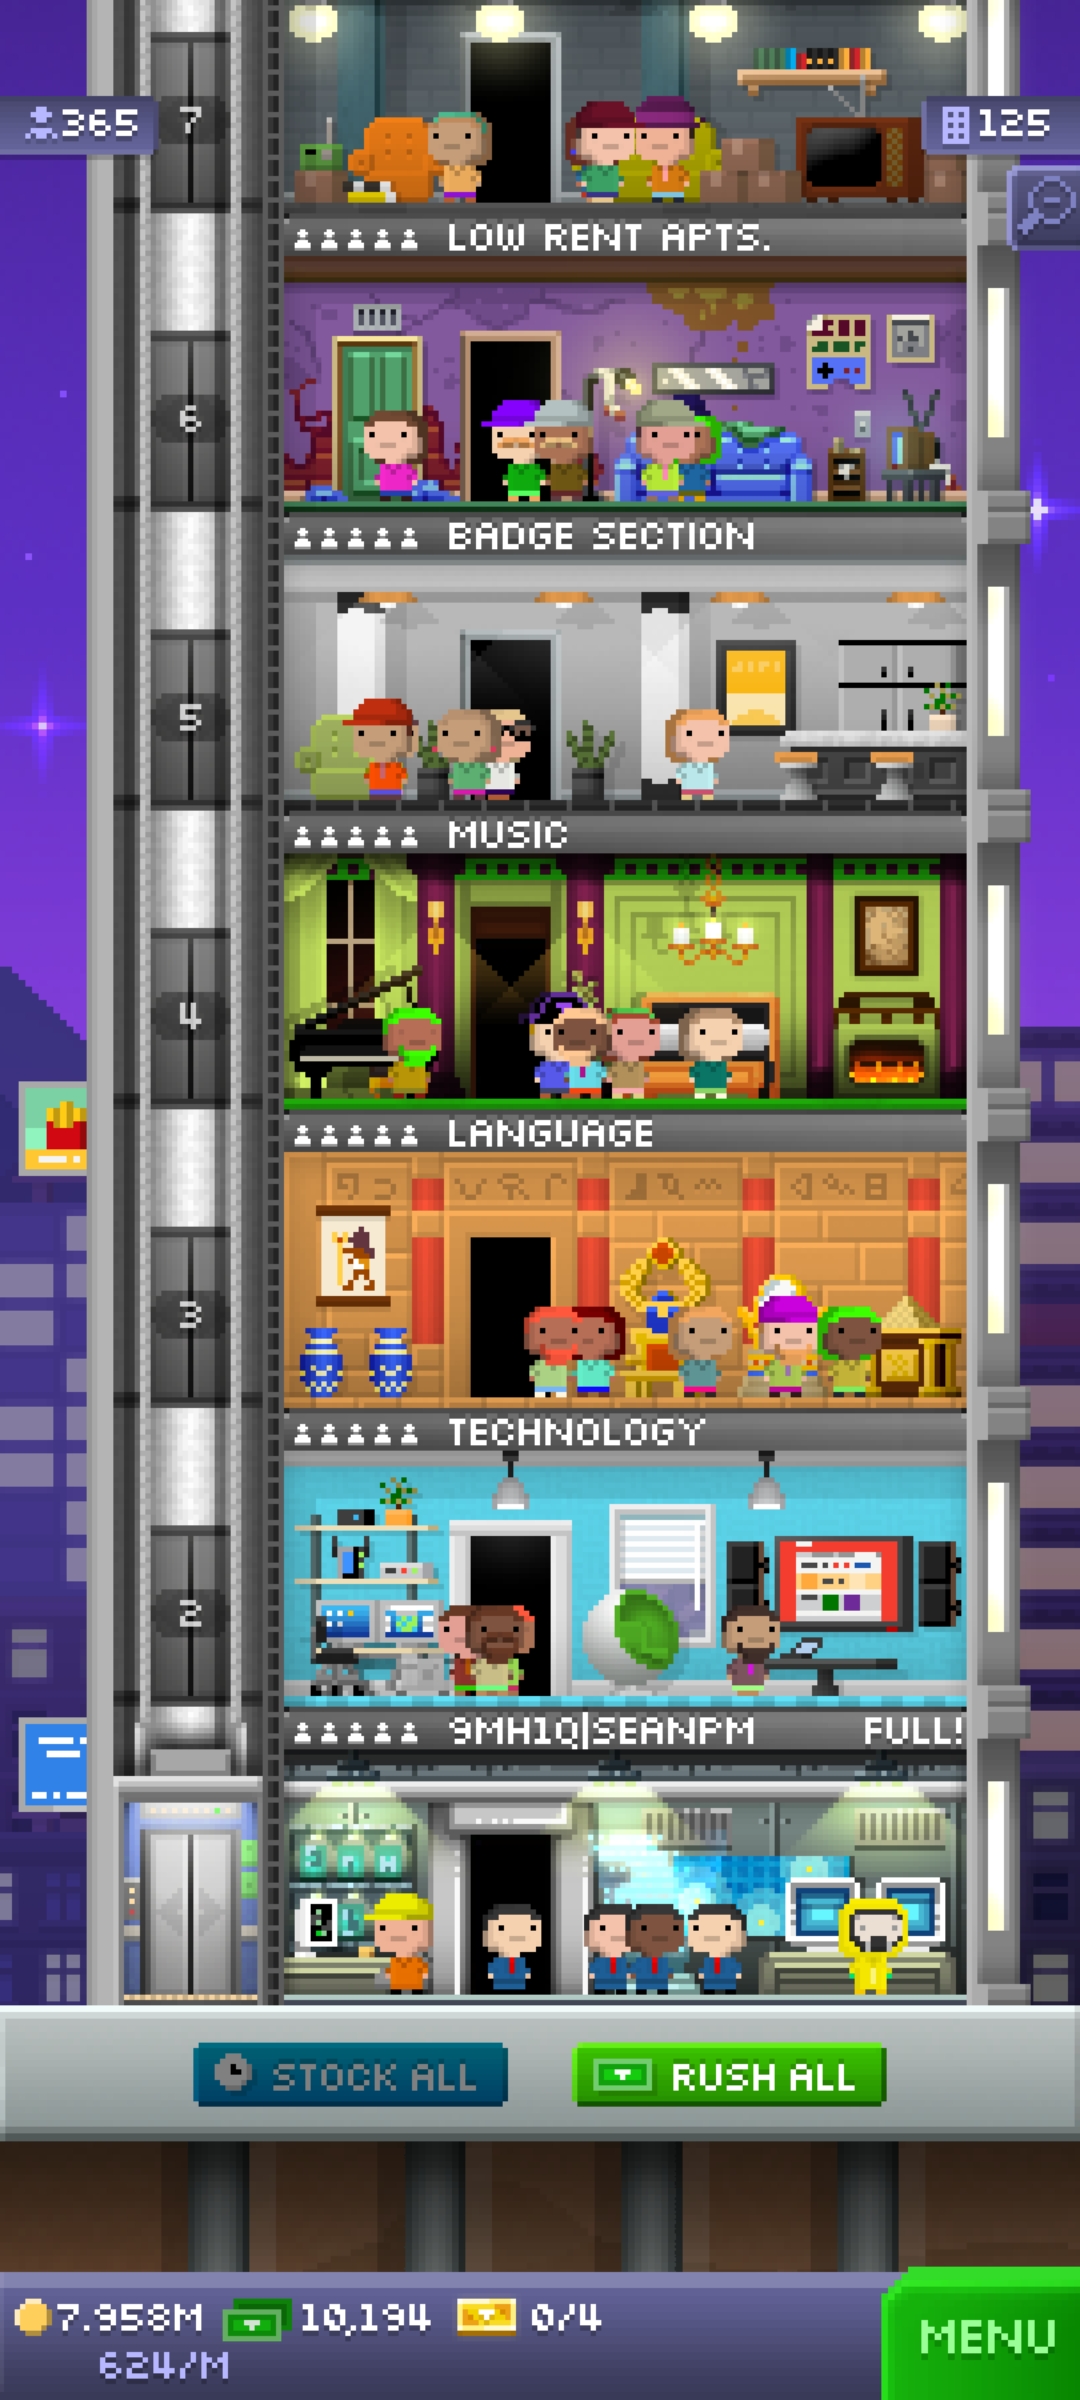 365
7
125
LOW RENT APTS.
6
BADGE SECTION
5
MUSIC
4
LANGUAGE
3
TECHNOLOGY
2
9MH1Q|SEANPM FULL!
STOCK ALL
RUSH ALL
7.958M 10,194 0/4
624/M
MENU